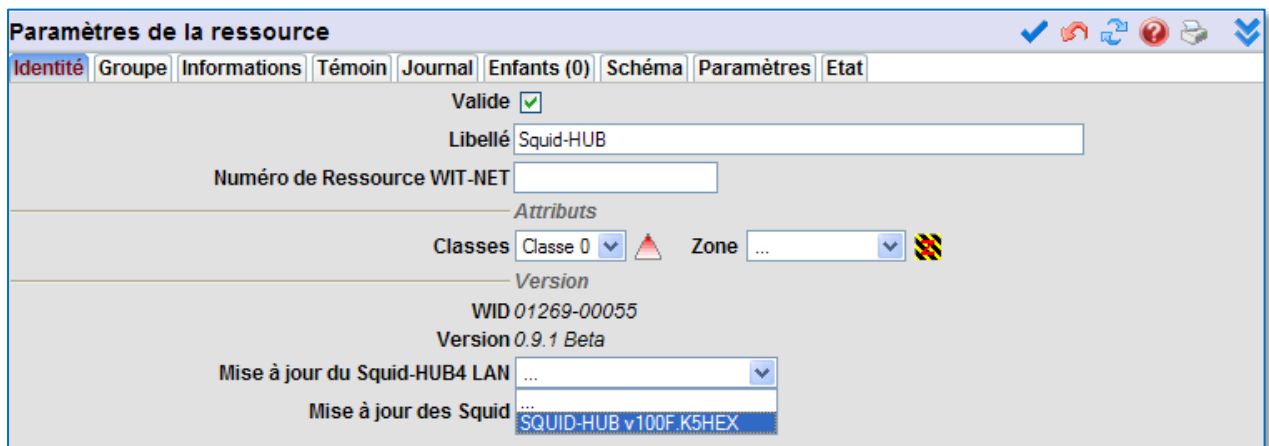 Paramètres de la ressource
Identité Groupe Informations Témoin Journal Enfants (0) Schéma Paramètres Etat
Valide
Libellé Squid-HUB
Numéro de Ressource WIT-NET
Attributs
Classes Classe 0 Zone ...
Version
WID 01269-00055
Version 0.9.1 Beta
Mise à jour du Squid-HUB4 LAN ...
...
Mise à jour des Squid
SQUID-HUB v100F.K5HEX